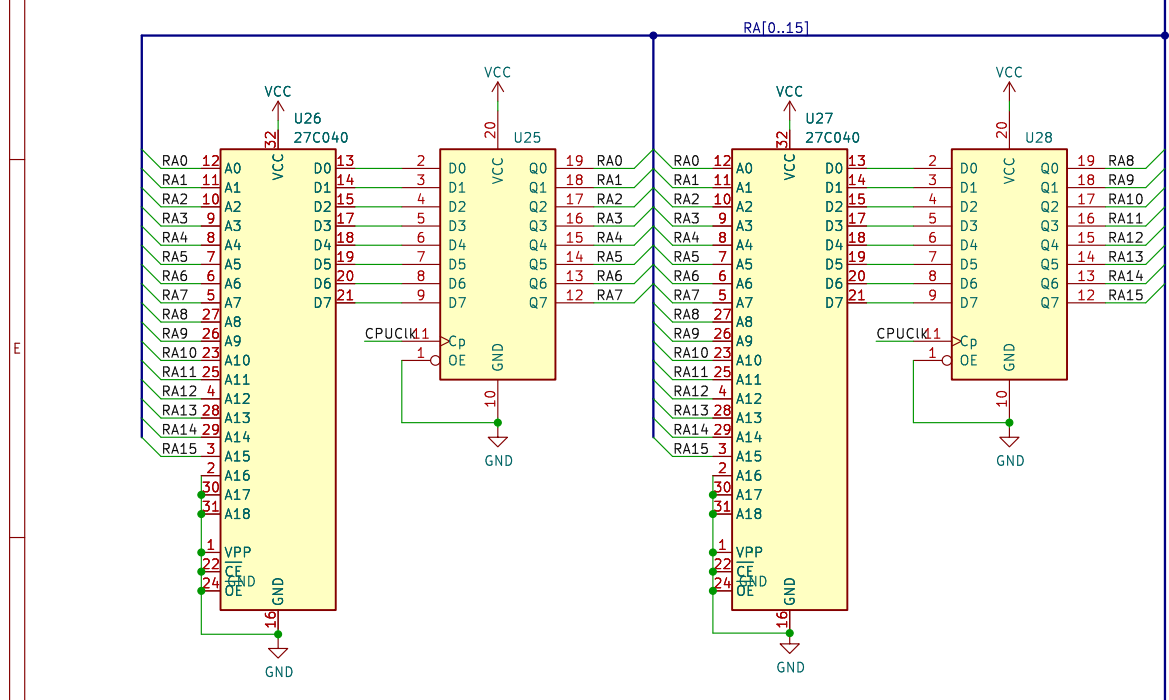 RA[0..15]
VCC
VCC
VCC
VCC
U26
27C040
U25
U27
27C040
U28
32
VCC
20
VCC
32
VCC
20
VCC
RA0 12 A0 D0 13 2 D0 Q0 19 RA0 RA0 12 A0 D0 13 2 D0 Q0 19 RA8
RA1 11 A1 D1 14 3 D1 Q1 18 RA1 RA1 11 A1 D1 14 3 D1 Q1 18 RA9
RA2 10 A2 D2 15 4 D2 Q2 17 RA2 RA2 10 A2 D2 15 4 D2 Q2 17 RA10
RA3 9 A3 D3 17 5 D3 Q3 16 RA3 RA3 9 A3 D3 17 5 D3 Q3 16 RA11
RA4 8 A4 D4 18 6 D4 Q4 15 RA4 RA4 8 A4 D4 18 6 D4 Q4 15 RA12
RA5 7 A5 D5 19 7 D5 Q5 14 RA5 RA5 7 A5 D5 19 7 D5 Q5 14 RA13
RA6 6 A6 D6 20 8 D6 Q6 13 RA6 RA6 6 A6 D6 20 8 D6 Q6 13 RA14
RA7 5 A7 D7 21 9 D7 Q7 12 RA7 RA7 5 A7 D7 21 9 D7 Q7 12 RA15
RA8 27 A8 RA8 27 A8
RA9 26 A9 CPUClk 11 Cp RA9 26 A9 CPUClk 11 Cp
E RA10 23 A10 1 OE GND RA10 23 A10 1 OE GND
RA11 25 A11 RA11 25 A11
RA12 4 A12 10 RA12 4 A12 10
RA13 28 A13 RA13 28 A13
RA14 29 A14 RA14 29 A14
RA15 3 A15 GND RA15 3 A15 GND
2 A16 2 A16
30 A17 30 A17
31 A18 31 A18
1 VPP 1 VPP
22 CE 22 CE
GND GND
24 OE GND 24 OE GND
16 16
GND GND